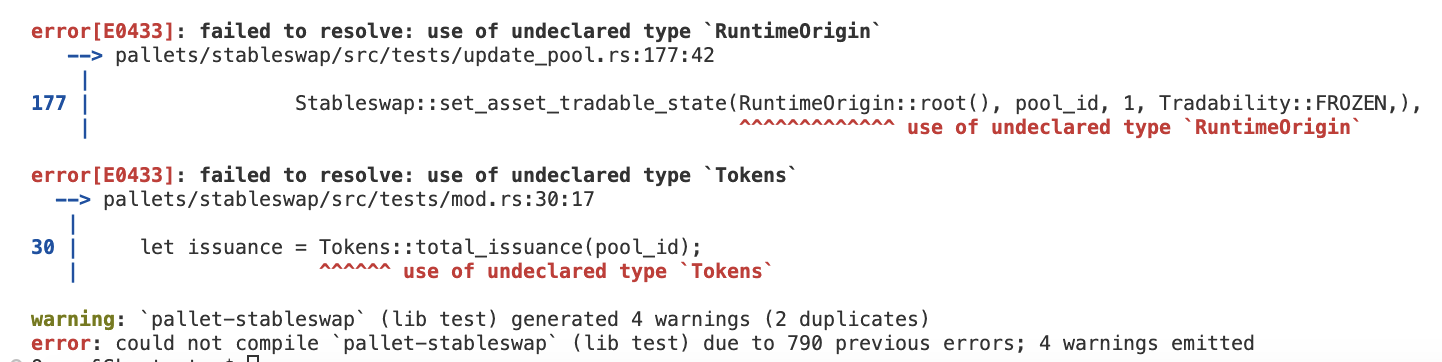 error[E0433]: failed to resolve: use of undeclared type `RuntimeOrigin`
--> pallets/stableswap/src/tests/update_pool.rs:177:42
|
177 | Stableswap::set_asset_tradable_state(RuntimeOrigin::root(), pool_id, 1, Tradability::FROZEN,),
| ^^^^^^^^^^^^^ use of undeclared type `RuntimeOrigin`
error[E0433]: failed to resolve: use of undeclared type `Tokens`
--> pallets/stableswap/src/tests/mod.rs:30:17
|
30 | let issuance = Tokens::total_issuance(pool_id);
| ^^^^^^ use of undeclared type `Tokens`
warning: `pallet-stableswap` (lib test) generated 4 warnings (2 duplicates)
error: could not compile `pallet-stableswap` (lib test) due to 790 previous errors; 4 warnings emitted